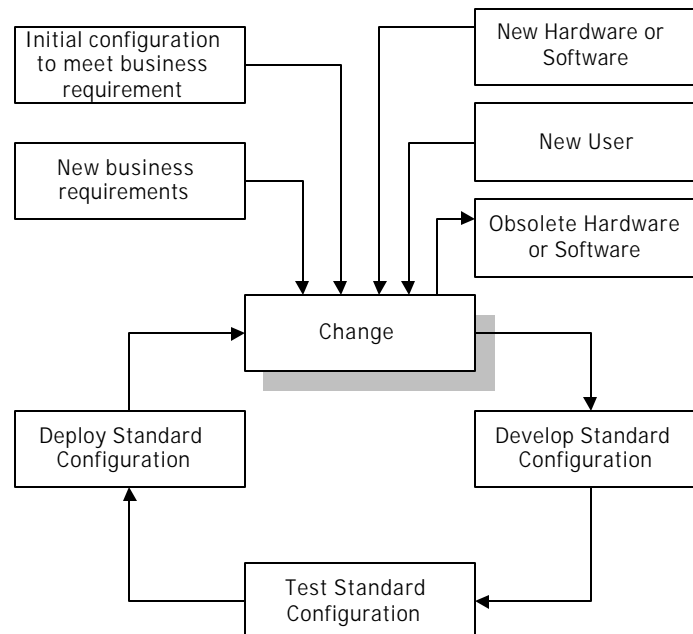 Initial configuration
to meet business
requirement
New Hardware or
Software
New business
requirements
New User
Obsolete Hardware
or Software
Change
Deploy Standard
Configuration
Develop Standard
Configuration
Test Standard
Configuration